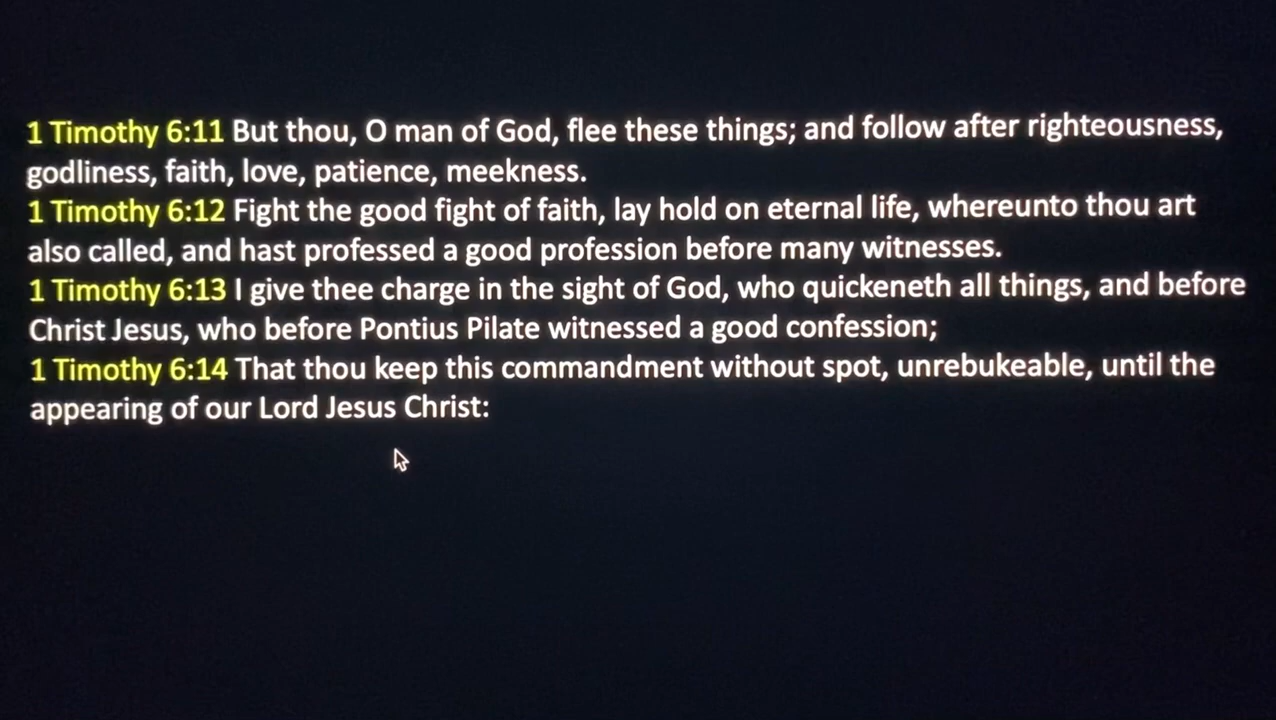 1 Timothy 6:11 But thou, O man of God, flee these things; and follow after righteousness,
godliness, faith, love, patience, meekness.
1 Timothy 6:12 Fight the good fight of faith, lay hold on eternal life, whereunto thou art
also called, and hast professed a good profession before many witnesses.
1 Timothy 6:13 I give thee charge in the sight of God, who quickeneth all things, and before
Christ Jesus, who before Pontius Pilate witnessed a good confession;
1 Timothy 6:14 That thou keep this commandment without spot, unrebukeable, until the
appearing of our Lord Jesus Christ: